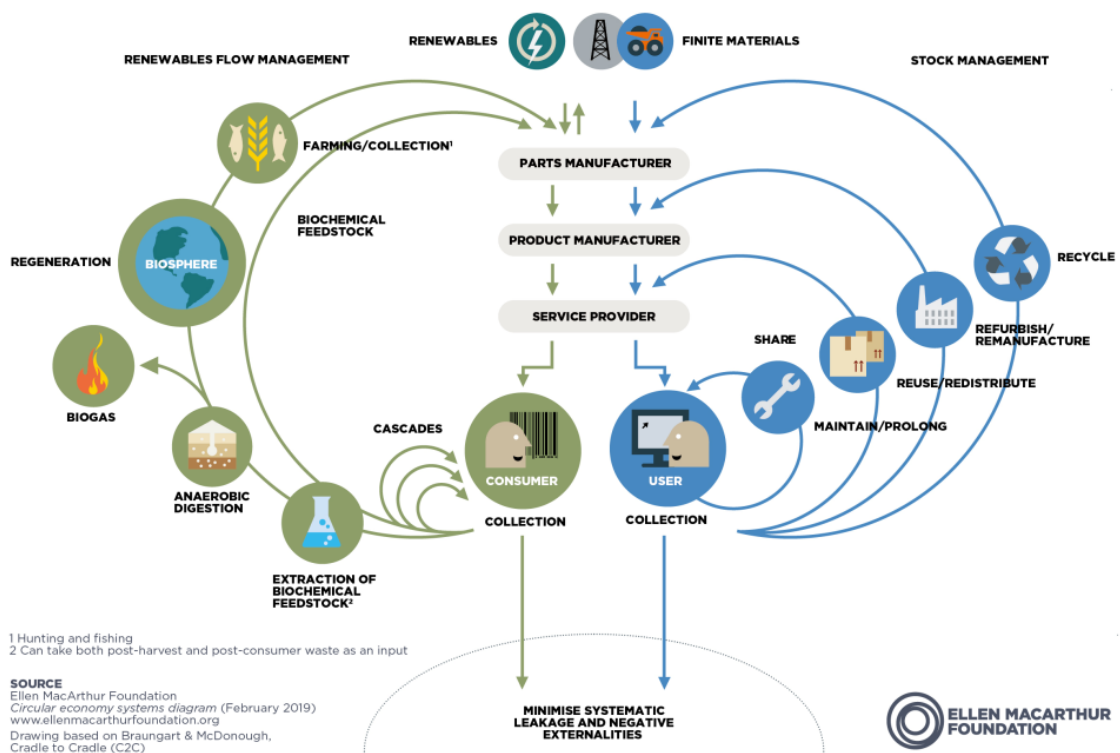 RENEWABLES
FINITE MATERIALS
RENEWABLES FLOW MANAGEMENT
STOCK MANAGEMENT
FARMING/COLLECTION¹
PARTS MANUFACTURER
BIOCHEMICAL
FEEDSTOCK
PRODUCT MANUFACTURER
REGENERATION
BIOSPHERE
RECYCLE
SERVICE PROVIDER
REFURBISH/
REMANUFACTURE
SHARE
REUSE/REDISTRIBUTE
BIOGAS
CASCADES
MAINTAIN/PROLONG
CONSUMER
USER
ANAEROBIC
DIGESTION
COLLECTION
COLLECTION
EXTRACTION OF
BIOCHEMICAL
FEEDSTOCK²
1 Hunting and fishing
2 Can take both post-harvest and post-consumer waste as an input
SOURCE
Ellen MacArthur Foundation
Circular economy systems diagram (February 2019)
www.ellenmacarthurfoundation.org
Drawing based on Braungart & McDonough,
Cradle to Cradle (C2C)
MINIMISE SYSTEMATIC
LEAKAGE AND NEGATIVE
EXTERNALITIES
ELLEN MACARTHUR
FOUNDATION